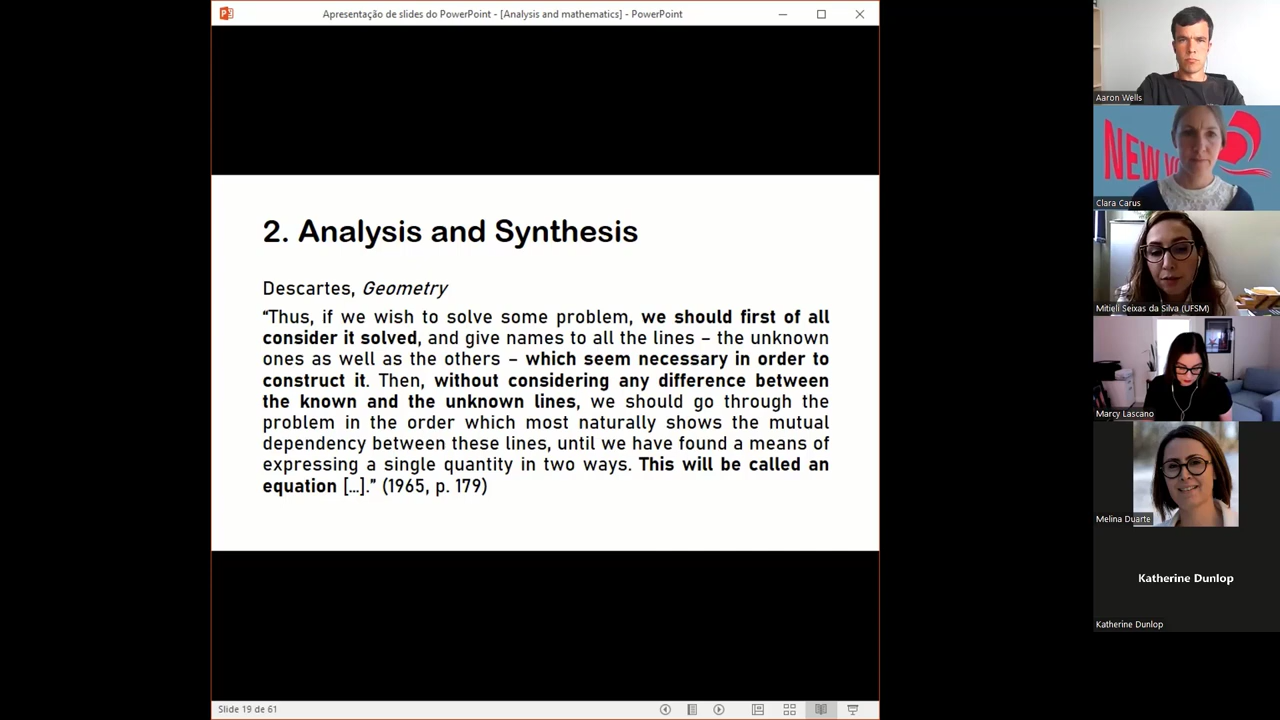 Apresentação de slides do PowerPoint - [Analysis and mathematics] - PowerPoint
2. Analysis and Synthesis
Descartes, Geometry
“Thus, if we wish to solve some problem, we should first of all
consider it solved, and give names to all the lines – the unknown
ones as well as the others – which seem necessary in order to
construct it. Then, without considering any difference between
the known and the unknown lines, we should go through the
problem in the order which most naturally shows the mutual
dependency between these lines, until we have found a means of
expressing a single quantity in two ways. This will be called an
equation […].” (1965, p. 179)
Slide 19 de 61
Aaron Wells
NEW
Clara Carus
Mitieli Seixas da Silva (UFSM)
Marcy Lascano
Melina Duarte
Katherine Dunlop
Katherine Dunlop